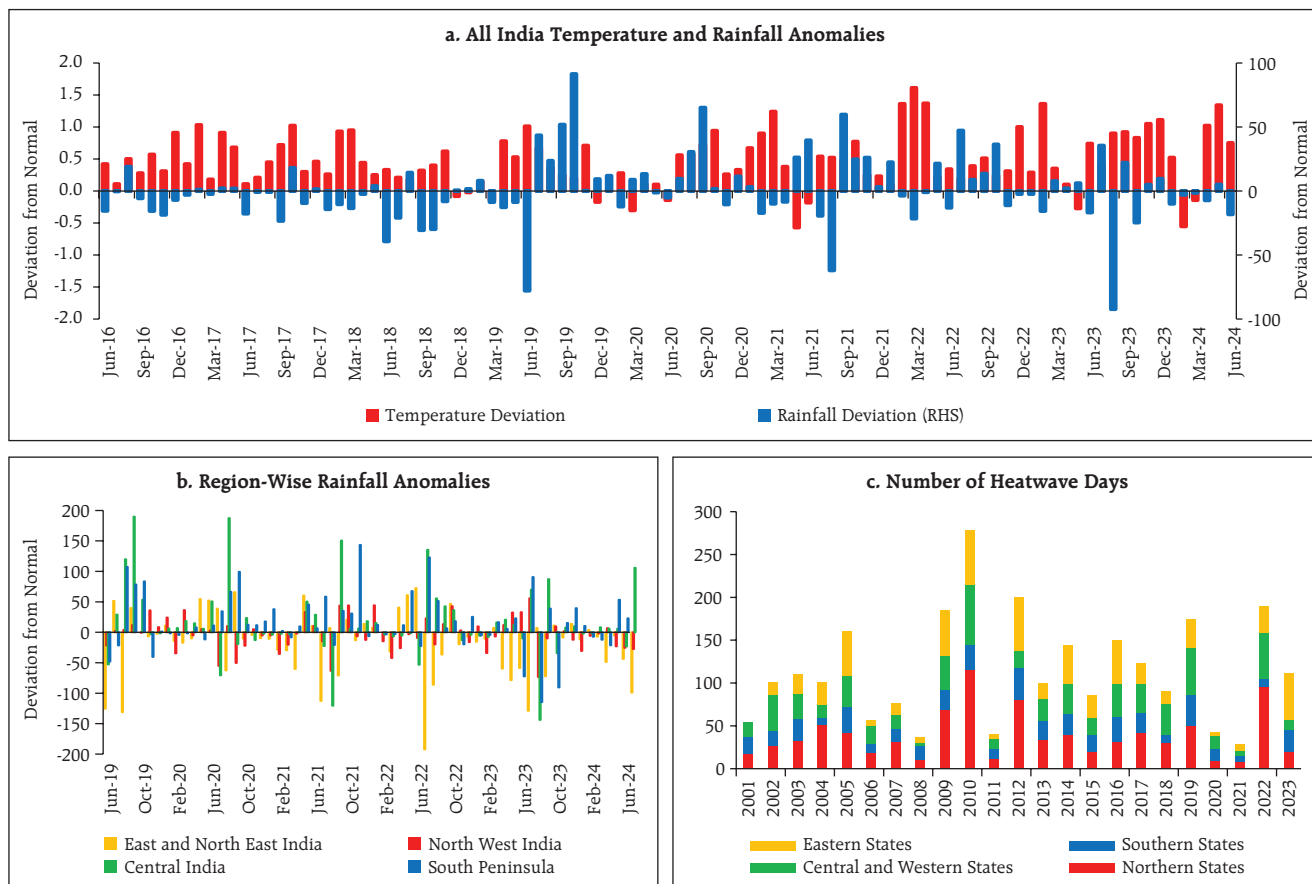 a. All India Temperature and Rainfall Anomalies
Deviation from Normal
2.0
1.5
1.0
0.5
0.0
-0.5
-1.0
-1.5
-2.0
100
50
0
-50
-100
Deviation from Normal
Jun-16
Sep-16
Dec-16
Mar-17
Jun-17
Sep-17
Dec-17
Mar-18
Jun-18
Sep-18
Dec-18
Mar-19
Jun-19
Sep-19
Dec-19
Mar-20
Jun-20
Sep-20
Dec-20
Mar-21
Jun-21
Sep-21
Dec-21
Mar-22
Jun-22
Sep-22
Dec-22
Mar-23
Jun-23
Sep-23
Dec-23
Mar-24
Jun-24
Temperature Deviation
Rainfall Deviation (RHS)
b. Region-Wise Rainfall Anomalies
Deviation from Normal
200
150
100
50
0
-50
-100
-150
-200
Jun-19
Oct-19
Feb-20
Jun-20
Oct-20
Feb-21
Jun-21
Oct-21
Feb-22
Jun-22
Oct-22
Feb-23
Jun-23
Oct-23
Feb-24
Jun-24
East and North East India
North West India
Central India
South Peninsula
c. Number of Heatwave Days
300
250
200
150
100
50
0
2001
2002
2003
2004
2005
2006
2007
2008
2009
2010
2011
2012
2013
2014
2015
2016
2017
2018
2019
2020
2021
2022
2023
Eastern States
Southern States
Central and Western States
Northern States